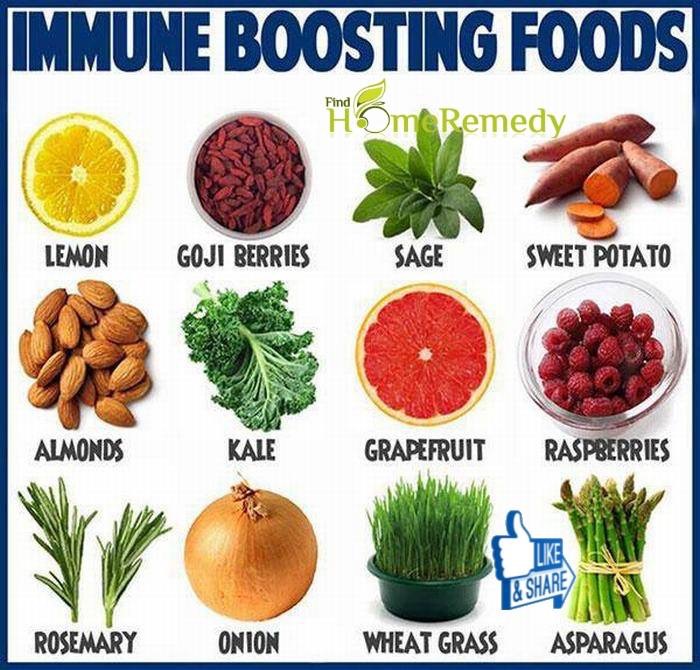 IMMUNE BOOSTING FOODS
Find
HomeRemedy
LEMON
GOJI BERRIES
SAGE
SWEET POTATO
ALMONDS
KALE
GRAPEFRUIT
RASPBERRIES
ROSEMARY
ONION
WHEAT GRASS
ASPARAGUS
LIKE
& SHARE